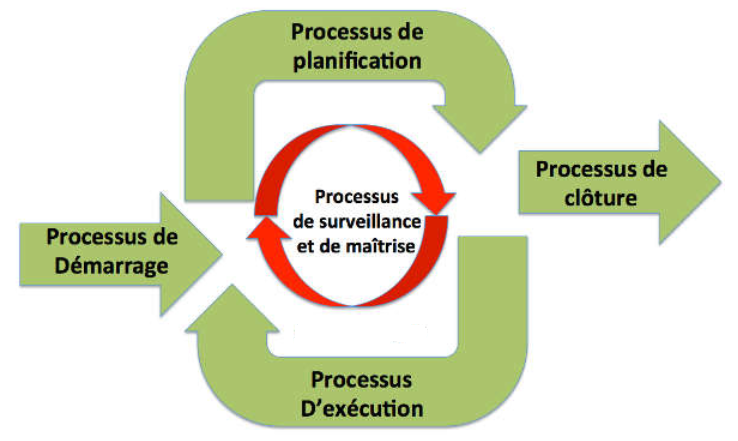 Processus de
planification
Processus de
clôture
Processus
de surveillance
et de maîtrise
Processus de
Démarrage
Processus
D’exécution